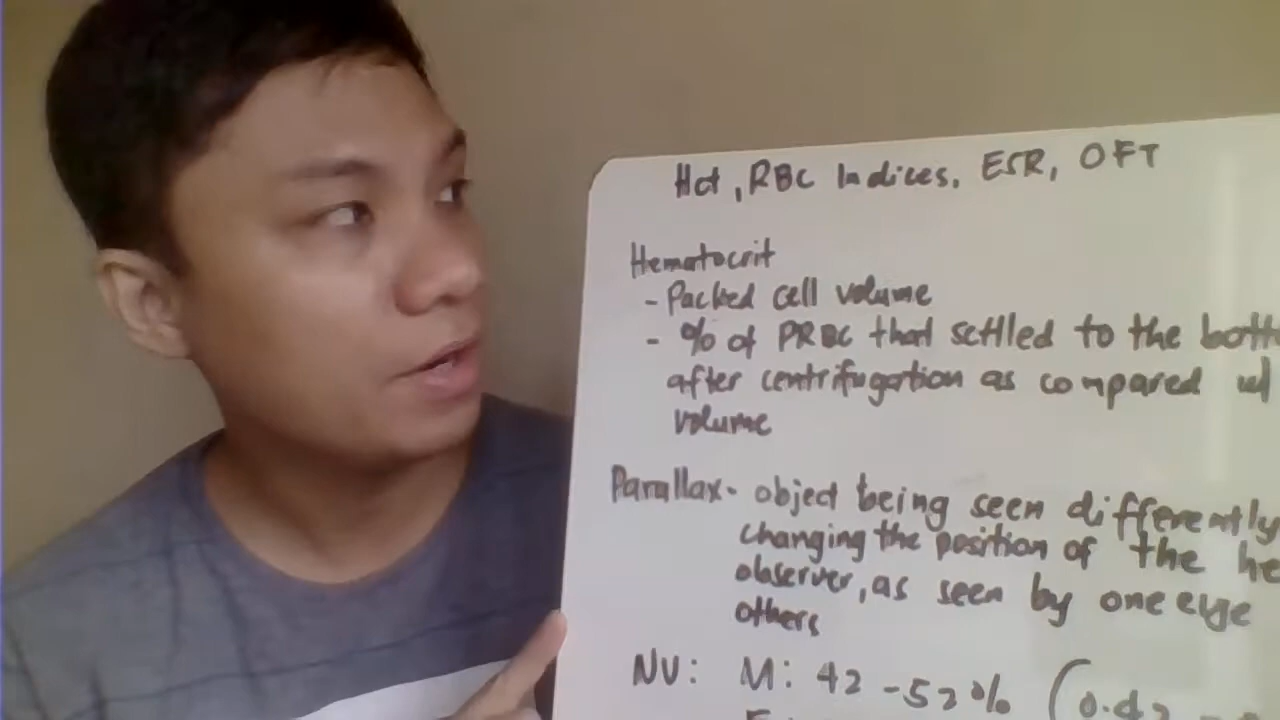 Hct, RBC Indices, ESR, OFT
Hematocrit
- Packed cell volume
- % of PRBC that settled to the bott
after centrifugation as compared w/
volume
Parallax - object being seen differently
changing the position of the he
observer, as seen by one eye
others
NV: M: 42 - 52% (0.42
F: